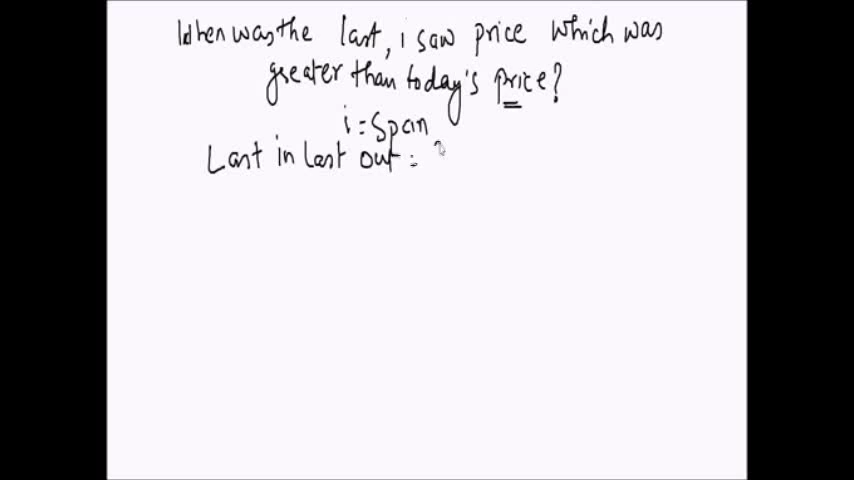 When was the last, i saw price which was
greater than today's price?
i = Span
Last in last out :